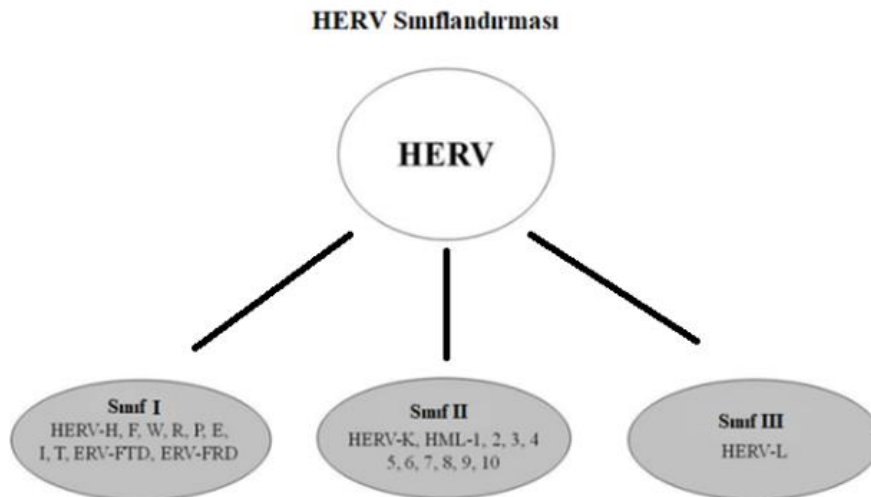 HERV Sınıflandırması
HERV
Sınıf I
HERV-H, F, W, R, P, E,
I, T, ERV-FTD, ERV-FRD
Sınıf II
HERV-K, HML-1, 2, 3, 4
5, 6, 7, 8, 9, 10
Sınıf III
HERV-L